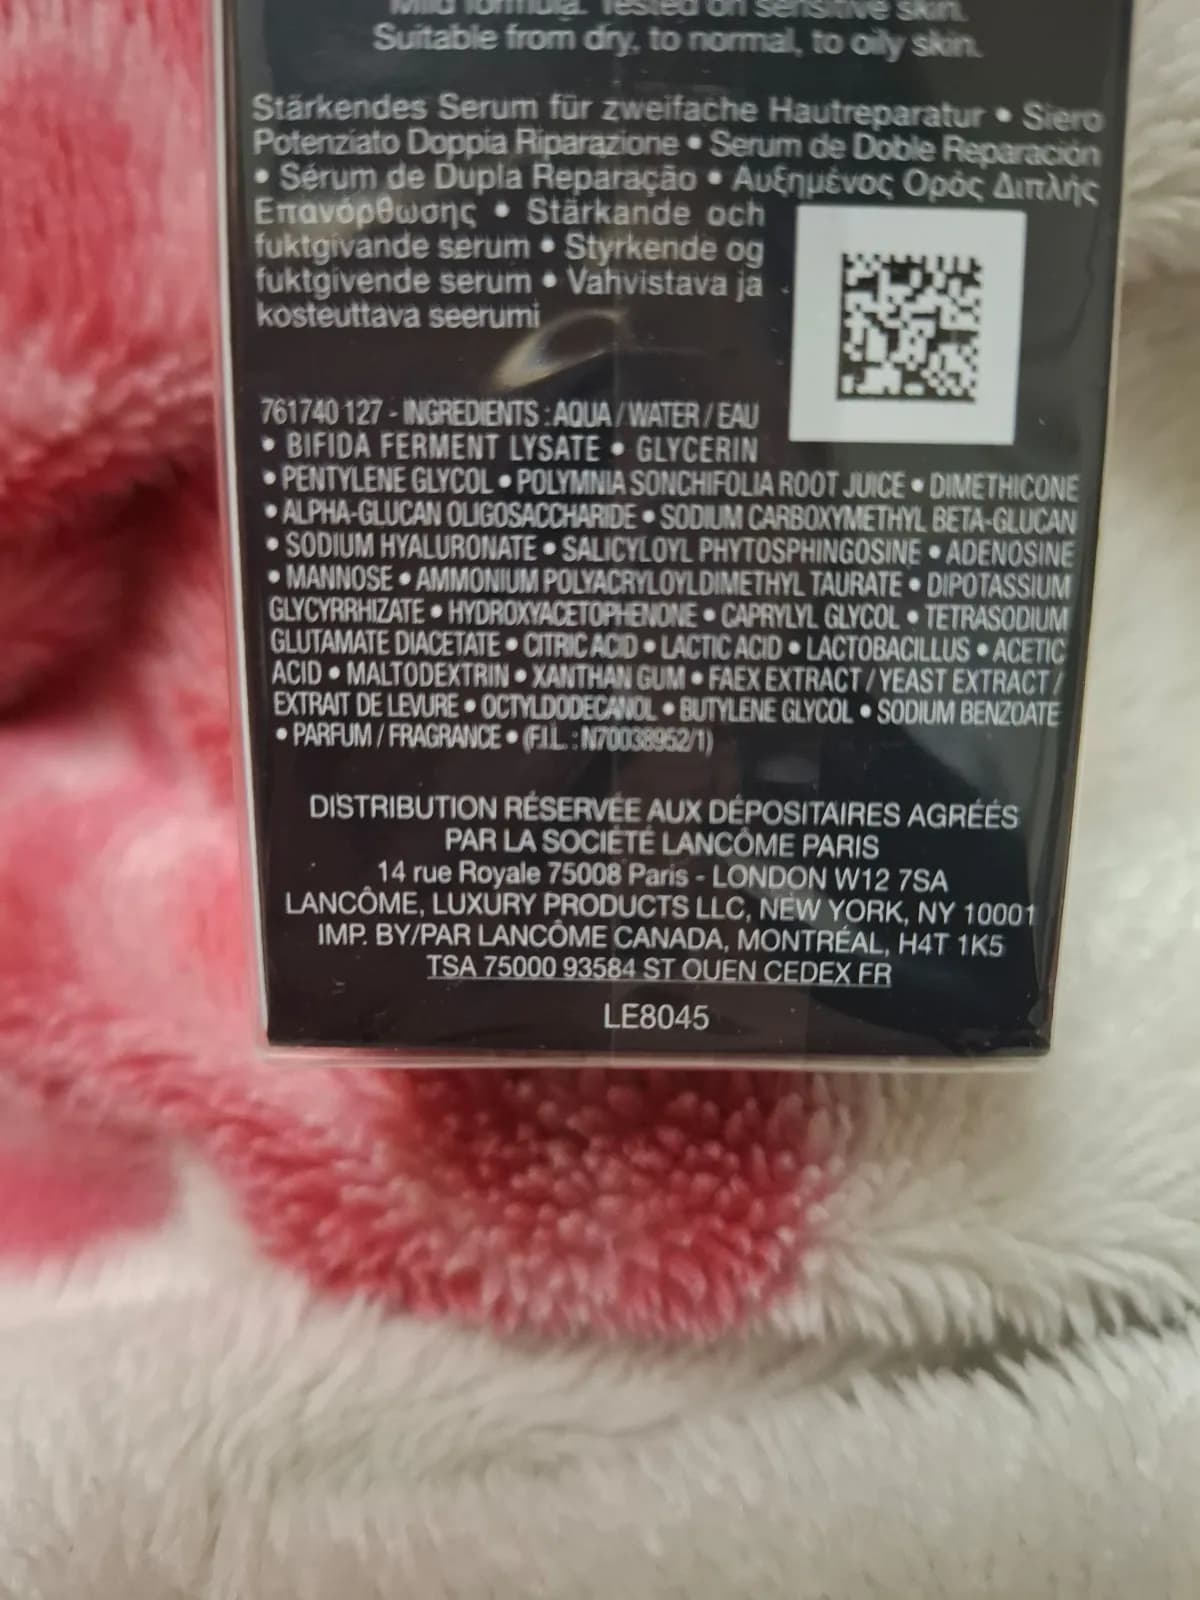 Mild formula. Tested on sensitive skin.
Suitable from dry, to normal, to oily skin.
Stärkendes Serum für zweifache Hautreparatur • Siero
Potenziato Doppia Riparazione • Serum de Doble Reparación
• Sérum de Dupla Reparação • Αυξημένος Ορός Διπλής
Επανόρθωσης • Stärkande och
fuktgivande serum • Styrkende og
fuktgivende serum • Vahvistava ja
kosteuttava seerumi
761740 127 - INGREDIENTS : AQUA / WATER / EAU
• BIFIDA FERMENT LYSATE • GLYCERIN
• PENTYLENE GLYCOL • POLYMNIA SONCHIFOLIA ROOT JUICE • DIMETHICONE
• ALPHA-GLUCAN OLIGOSACCHARIDE • SODIUM CARBOXYMETHYL BETA-GLUCAN
• SODIUM HYALURONATE • SALICYLOYL PHYTOSPHINGOSINE • ADENOSINE
• MANNOSE • AMMONIUM POLYACRYLOYLDIMETHYL TAURATE • DIPOTASSIUM
GLYCYRRHIZATE • HYDROXYACETOPHENONE • CAPRYLYL GLYCOL • TETRASODIUM
GLUTAMATE DIACETATE • CITRIC ACID • LACTIC ACID • LACTOBACILLUS • ACETIC
ACID • MALTODEXTRIN • XANTHAN GUM • FAEX EXTRACT / YEAST EXTRACT /
EXTRAIT DE LEVURE • OCTYLDODECANOL • BUTYLENE GLYCOL • SODIUM BENZOATE
• PARFUM / FRAGRANCE • (F.I.L. : N70038952/1)
DISTRIBUTION RÉSERVÉE AUX DÉPOSITAIRES AGRÉÉS
PAR LA SOCIÉTÉ LANCÔME PARIS
14 rue Royale 75008 Paris - LONDON W12 7SA
LANCÔME, LUXURY PRODUCTS LLC, NEW YORK, NY 10001
IMP. BY/PAR LANCÔME CANADA, MONTRÉAL, H4T 1K5
TSA 75000 93584 ST OUEN CEDEX FR
LE8045